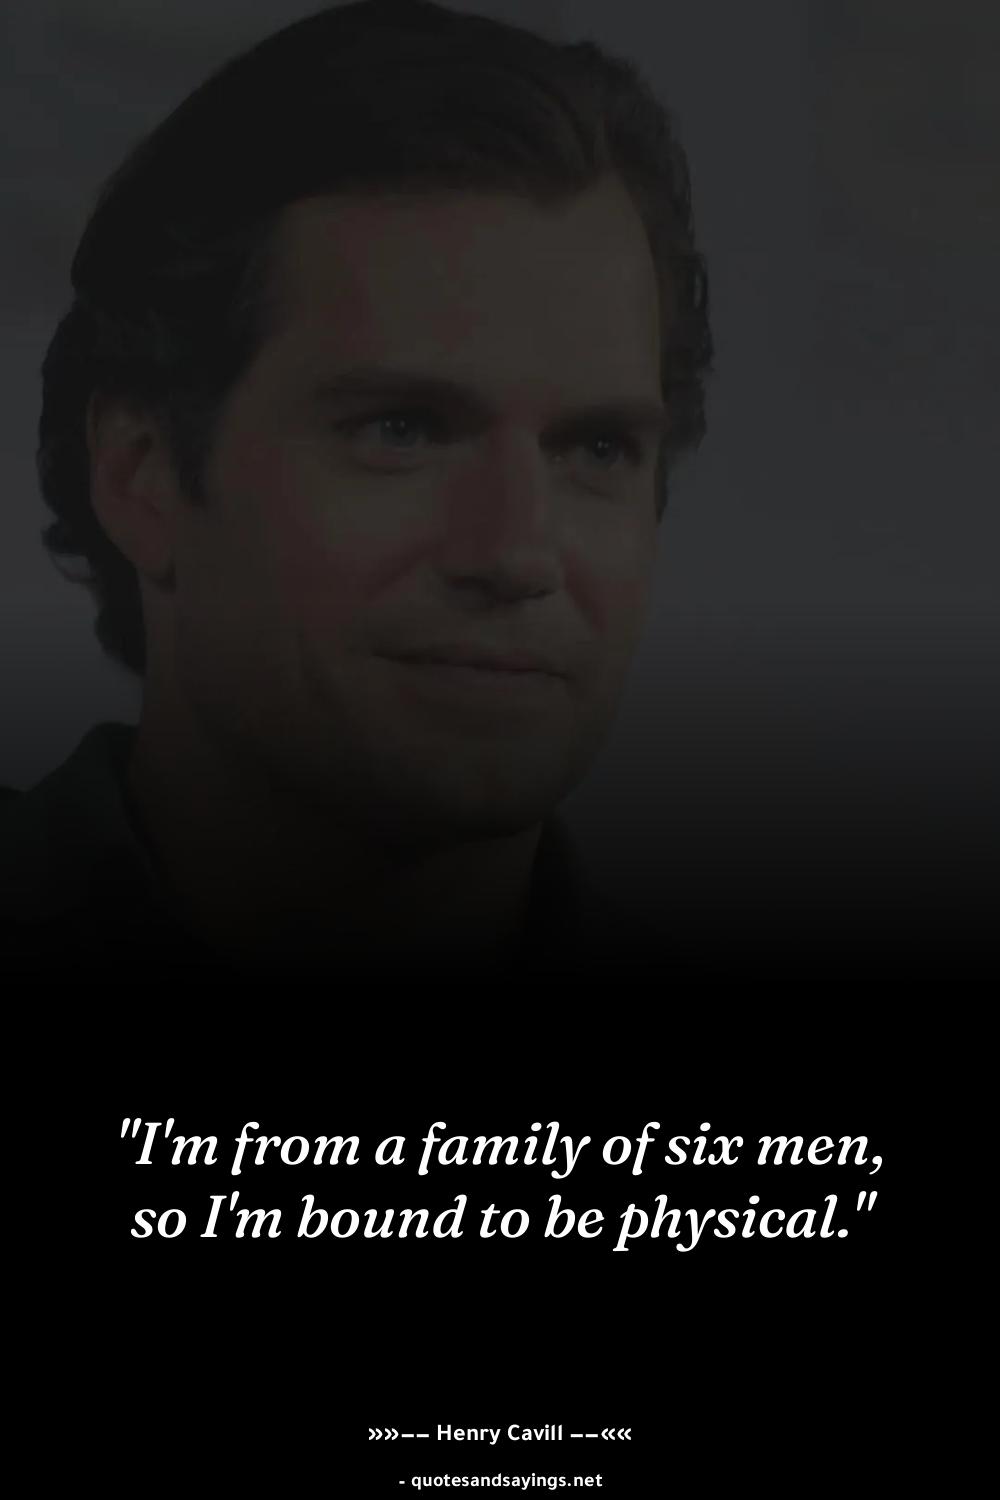 "I'm from a family of six men,
so I'm bound to be physical."
»»−− Henry Cavill −−««
- quotesandsayings.net